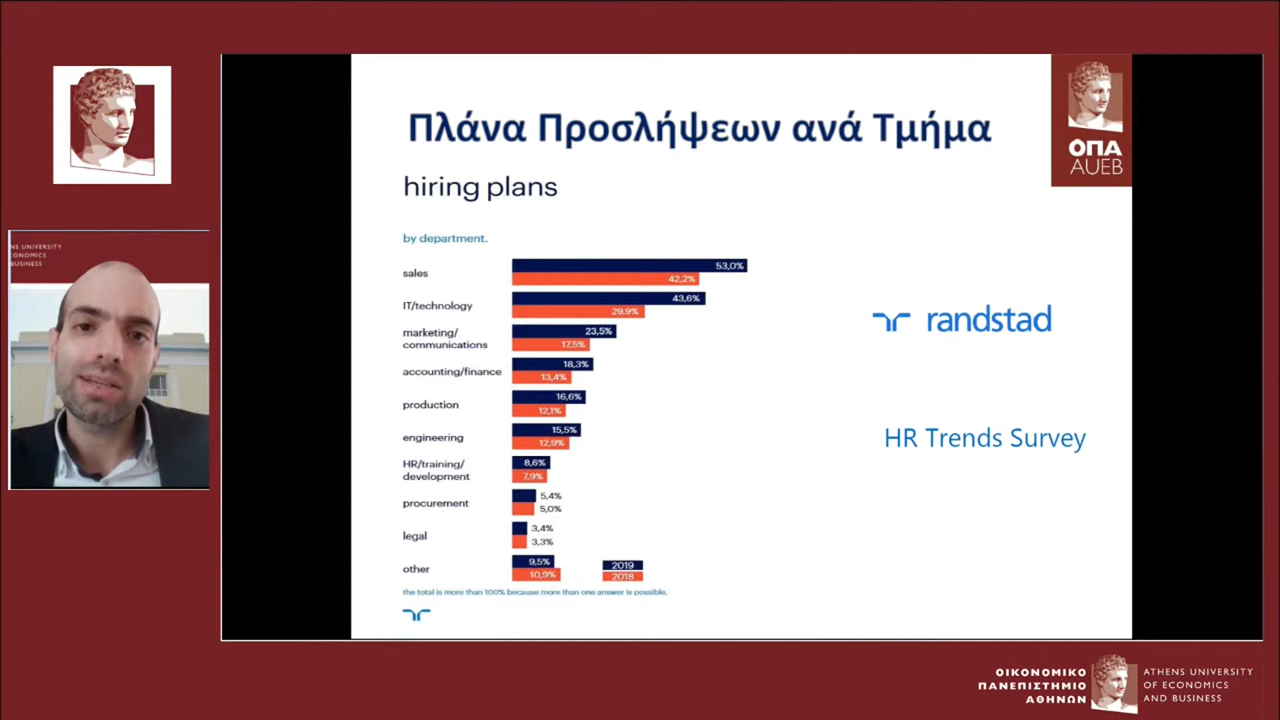 Πλάνα Προσλήψεων ανά Τμήμα
ΟΠΑ
AUEB
hiring plans
by department.
sales
53,0%
42,2%
IT/technology
43,6%
29,9%
marketing/
communications
23,5%
17,5%
accounting/finance
18,3%
13,4%
production
16,6%
12,1%
engineering
15,5%
12,9%
HR/training/
development
8,6%
7,9%
procurement
5,4%
5,0%
legal
3,4%
3,3%
other
9,5%
10,9%
2019
2018
the total is more than 100% because more than one answer is possible.
randstad
HR Trends Survey
NS UNIVERSITY
CONOMICS
BUSINESS
ΟΙΚΟΝΟΜΙΚΟ
ΠΑΝΕΠΙΣΤΗΜΙΟ
ΑΘΗΝΩΝ
ATHENS UNIVERSITY
OF ECONOMICS
AND BUSINESS